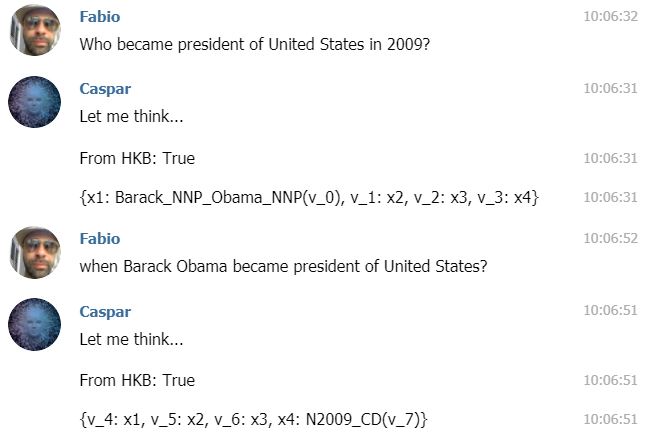 Fabio 10:06:32
Who became president of United States in 2009?
Caspar 10:06:31
Let me think...
From HKB: True 10:06:31
{x1: Barack_NNP_Obama_NNP(v_0), v_1: x2, v_2: x3, v_3: x4} 10:06:31
Fabio 10:06:52
when Barack Obama became president of United States?
Caspar 10:06:51
Let me think...
From HKB: True 10:06:51
{v_4: x1, v_5: x2, v_6: x3, x4: N2009_CD(v_7)} 10:06:51